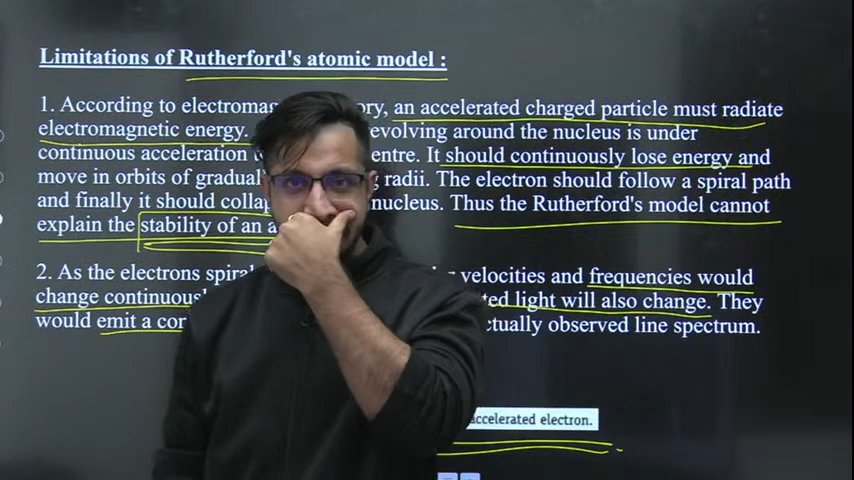 Limitations of Rutherford's atomic model :
1. According to electromag ory, an accelerated charged particle must radiate
electromagnetic energy. evolving around the nucleus is under
continuous acceleration entre. It should continuously lose energy and
move in orbits of gradual radii. The electron should follow a spiral path
and finally it should collap nucleus. Thus the Rutherford's model cannot
explain the stability of an a
2. As the electrons spiral velocities and frequencies would
change continuous ted light will also change. They
would emit a con ctually observed line spectrum.
accelerated electron.